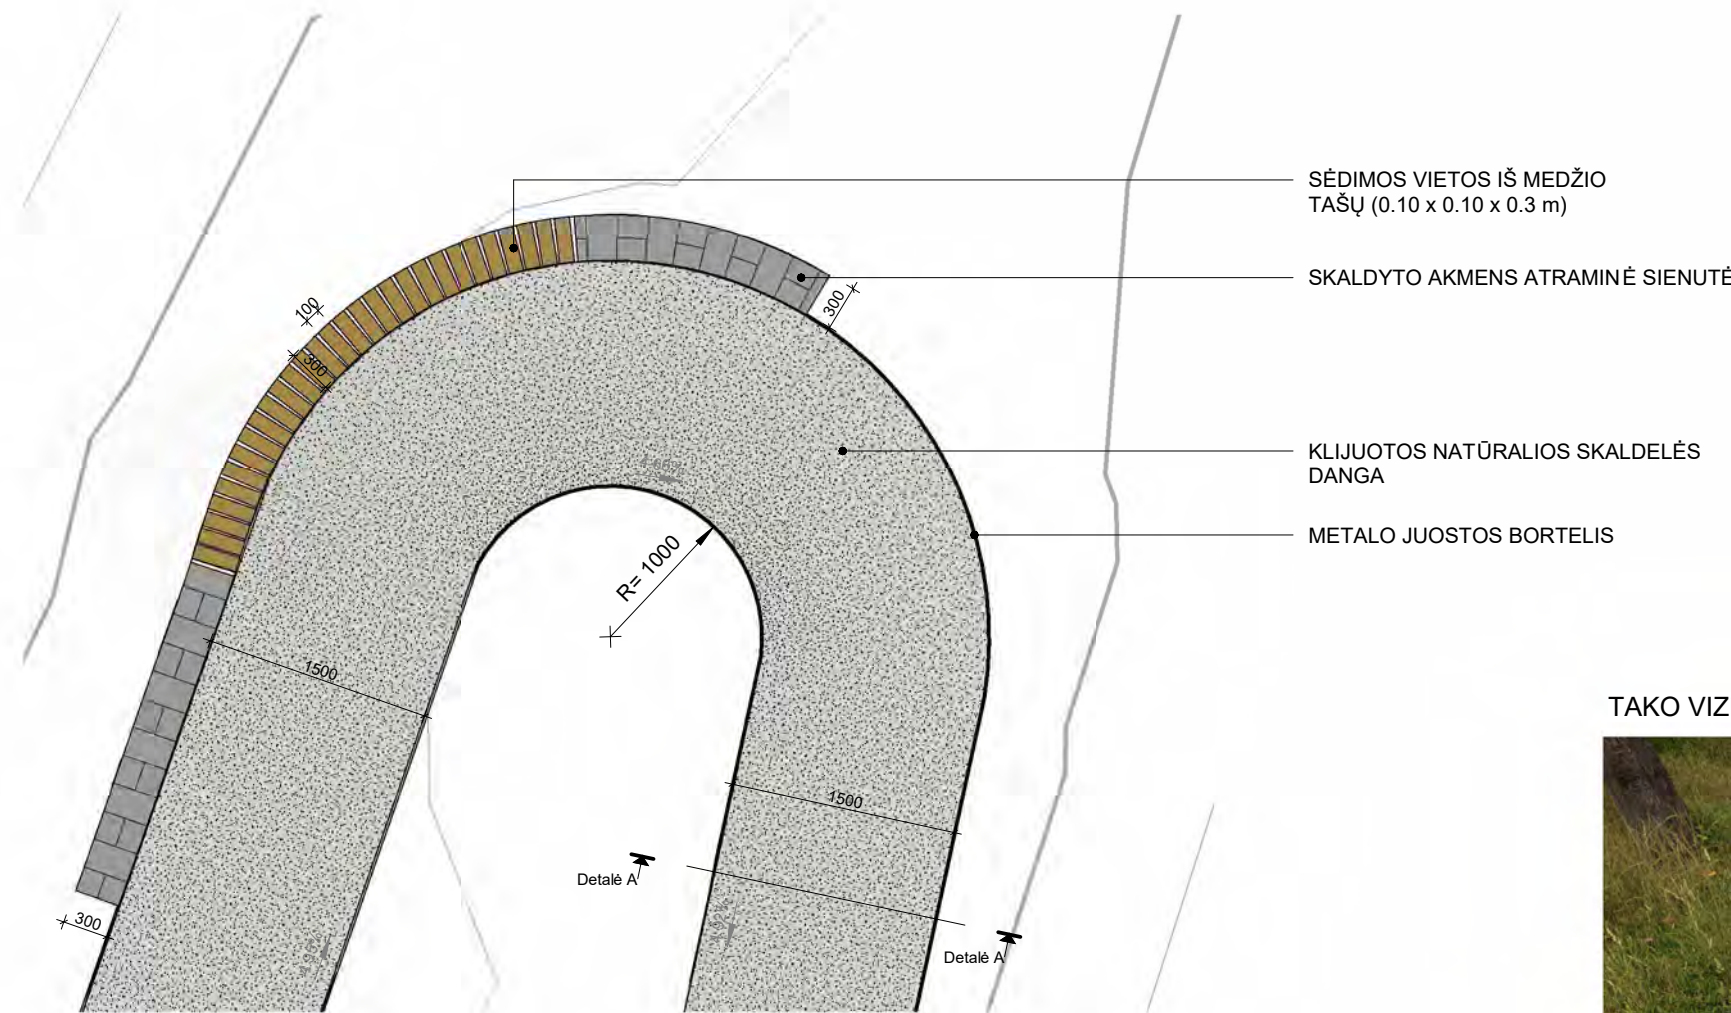 SĖDIMOS VIETOS IŠ MEDŽIO
TAŠŲ (0.10 x 0.10 x 0.3 m)
SKALDYTO AKMENS ATRAMINĖ SIENUTĖ
300
100
300
KLIJUOTOS NATŪRALIOS SKALDELĖS
DANGA
METALO JUOSTOS BORTELIS
R= 1000
1500
TAKO VIZ
1500
Detalė A
300
Detalė A